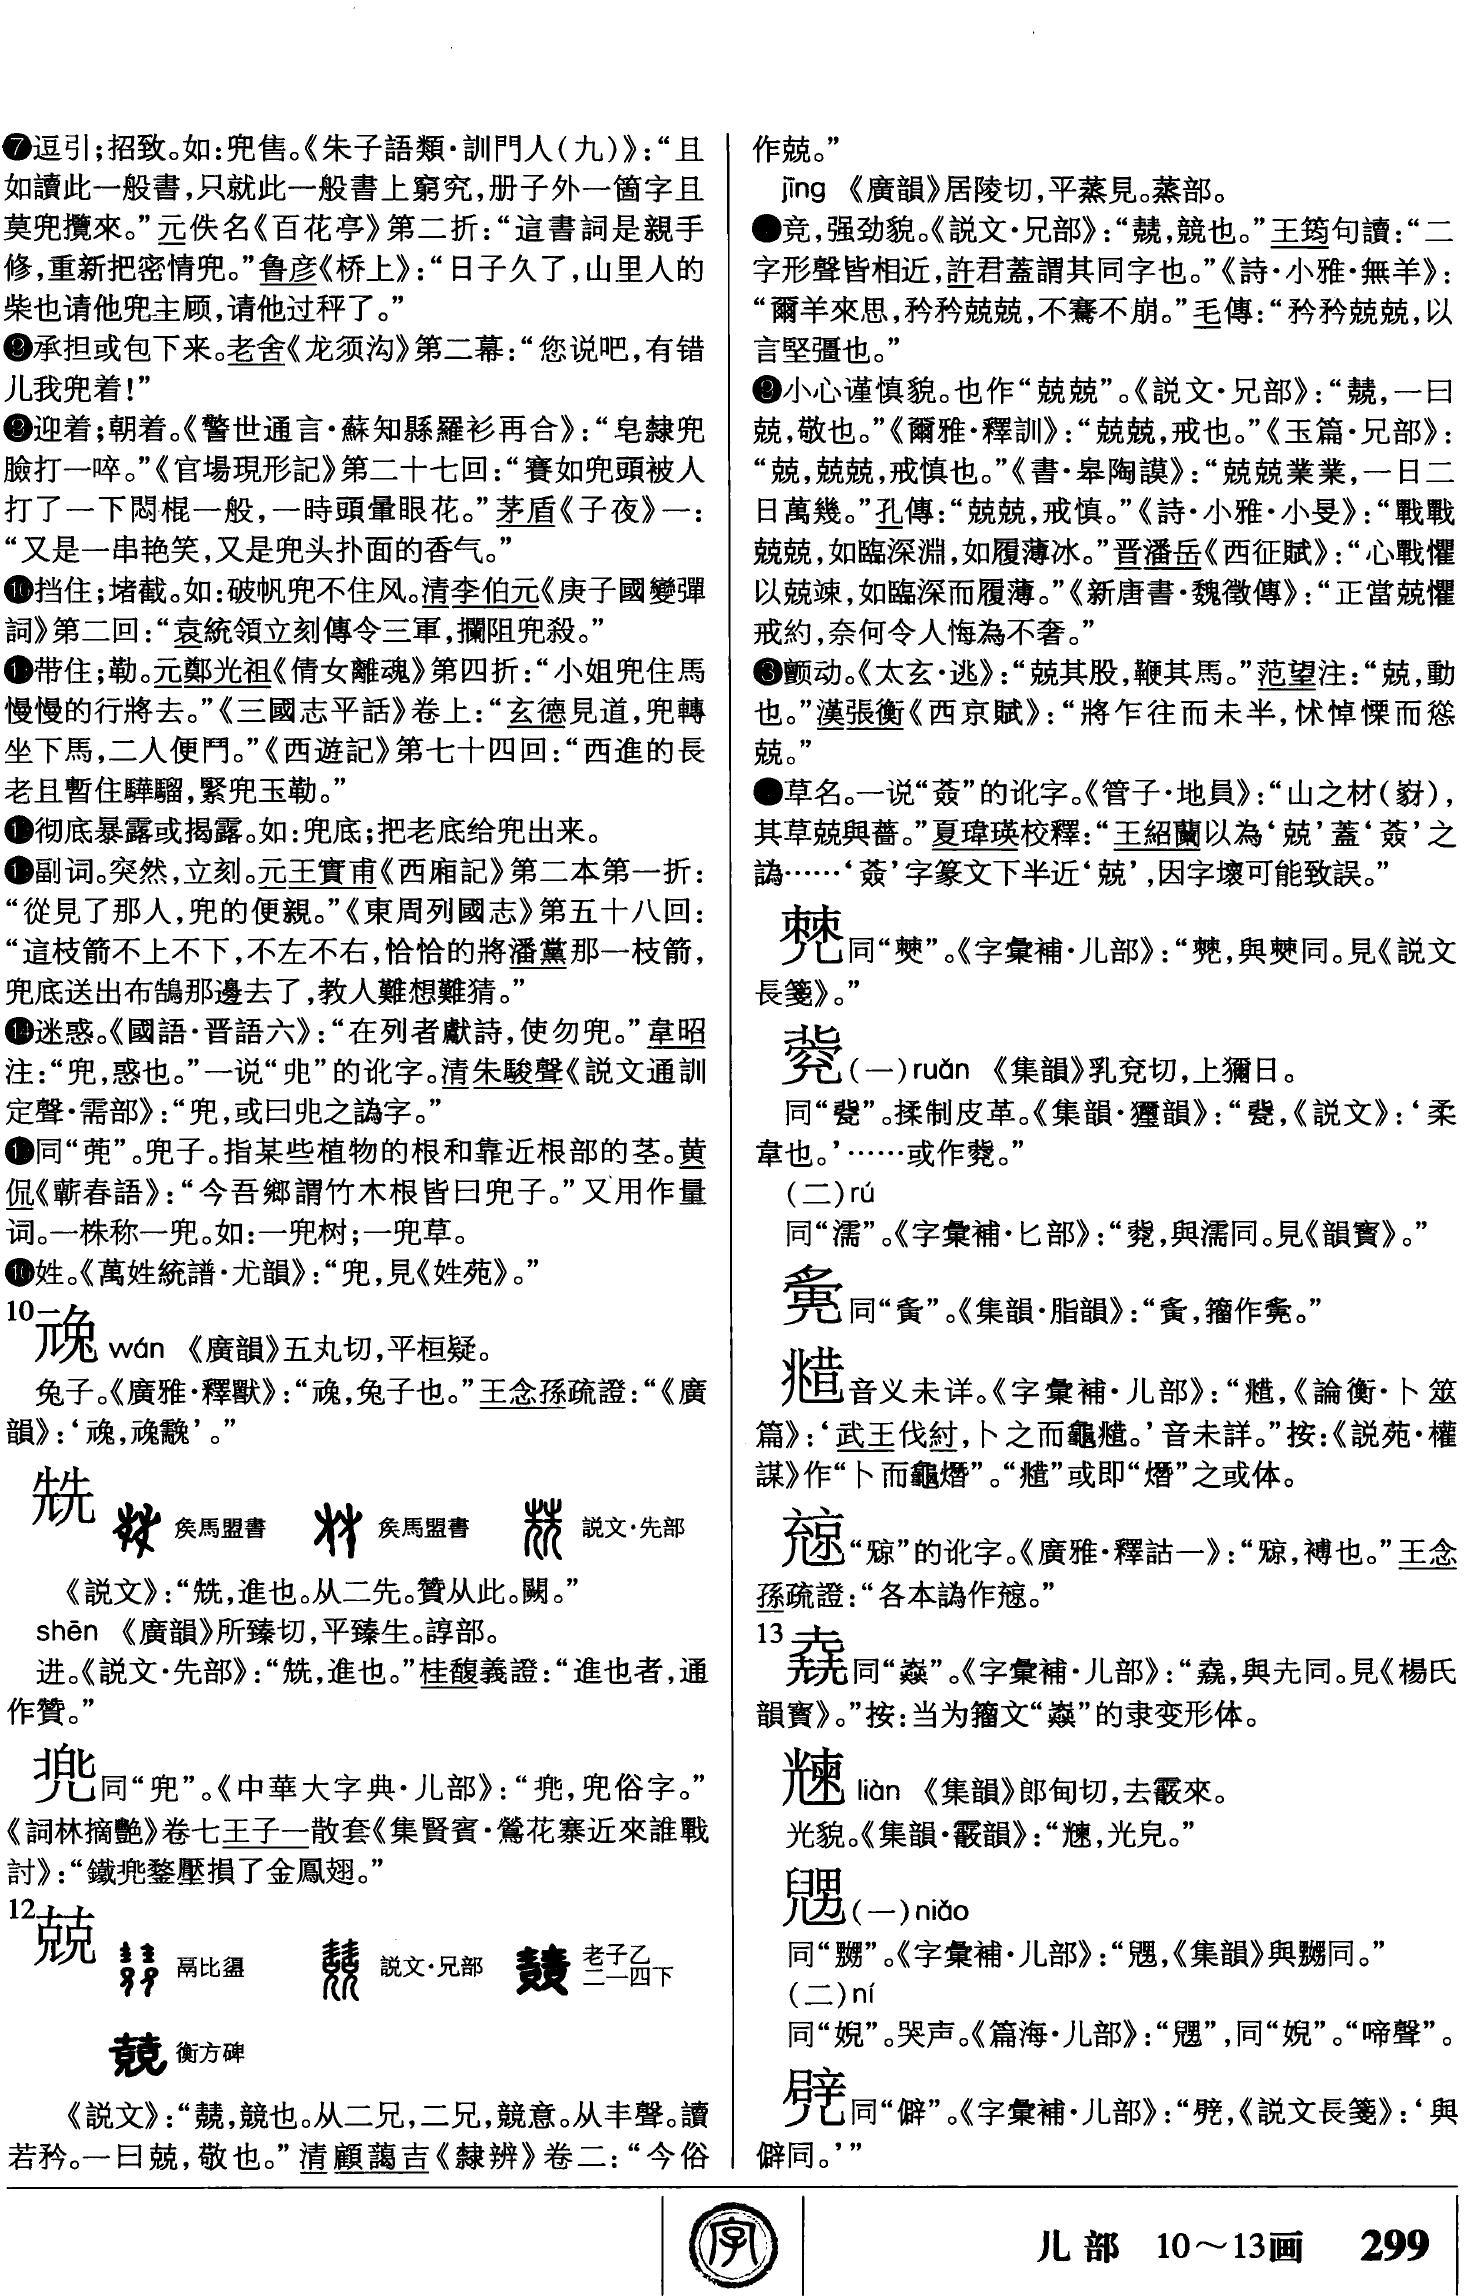 ❼逗引；招致。如：兜售。《朱子語類·訓門人（九）》：“且
如讀此一般書，只就此一般書上窮究，册子外一箇字且
莫兜攬來。”元佚名《百花亭》第二折：“這書詞是親手
修，重新把密情兜。”鲁彦《桥上》：“日子久了，山里人的
柴也请他兜主顾，请他过秤了。”
❽承担或包下来。老舍《龙须沟》第二幕：“您说吧，有错
儿我兜着！”
❾迎着；朝着。《警世通言·蘇知縣羅衫再合》：“皂隸兜
臉打一啐。”《官場現形記》第二十七回：“賽如兜頭被人
打了一下悶棍一般，一時頭暈眼花。”茅盾《子夜》一：
“又是一串艳笑，又是兜头扑面的香气。”
❿挡住；堵截。如：破帆兜不住风。清李伯元《庚子國變彈
詞》第二回：“袁統領立刻傳令三軍，攔阻兜殺。”
⓫带住；勒。元鄭光祖《倩女離魂》第四折：“小姐兜住馬
慢慢的行將去。”《三國志平話》卷上：“玄德見道，兜轉
坐下馬，二人便鬥。”《西遊記》第七十四回：“西進的長
老且暫住驊騮，緊兜玉勒。”
⓬彻底暴露或揭露。如：兜底；把老底给兜出来。
⓭副词。突然，立刻。元王實甫《西廂記》第二本第一折：
“從見了那人，兜的便親。”《東周列國志》第五十八回：
“這枝箭不上不下，不左不右，恰恰的將潘黨那一枝箭，
兜底送出布鵠那邊去了，教人難想難猜。”
⓮迷惑。《國語·晋語六》：“在列者獻詩，使勿兜。”韋昭
注：“兜，惑也。”一说“𠑹”的讹字。清朱駿聲《説文通訓
定聲·需部》：“兜，或曰𠑹之譌字。”
⓯同“蔸”。兜子。指某些植物的根和靠近根部的茎。黄
侃《蘄春語》：“今吾鄉謂竹木根皆曰兜子。”又用作量
词。一株称一兜。如：一兜树；一兜草。
⓰姓。《萬姓統譜·尤韻》：“兜，見《姓苑》。”
10
wán 《廣韻》五丸切，平桓疑。
兔子。《廣雅·釋獸》：“，兔子也。”王念孫疏證：“《廣
韻》：‘’。”
兟 矦馬盟書 矦馬盟書 説文·先部
《説文》：“兟，進也。从二先。贊从此。闕。”
shēn 《廣韻》所臻切，平臻生。諄部。
进。《説文·先部》：“兟，進也。”桂馥義證：“進也者，通
作贊。”
同“兜”。《中華大字典·儿部》：“，兜俗字。”
《詞林摘艷》卷七王子一散套《集賢賓·鶯花寨近來誰戰
討》：“鐵鍪壓損了金鳳翅。”
12
兢 鬲比盨 説文·兄部 老子乙二一四下
衡方碑
《説文》：“兢，競也。从二兄，二兄，競意。从丰聲。讀
若矜。一曰兢，敬也。”清顧藹吉《隸辨》卷二：“今俗
作兢。”
jīng 《廣韻》居陵切，平蒸見。蒸部。
❶竞，强劲貌。《説文·兄部》：“兢，競也。”王筠句讀：“二
字形聲皆相近，許君蓋謂其同字也。”《詩·小雅·無羊》：
“爾羊來思，矜矜兢兢，不騫不崩。”毛傳：“矜矜兢兢，以
言堅彊也。”
❷小心谨慎貌。也作“兢兢”。《説文·兄部》：“兢，一曰
兢，敬也。”《爾雅·釋訓》：“兢兢，戒也。”《玉篇·兄部》：
“兢，兢兢，戒慎也。”《書·皋陶謨》：“兢兢業業，一日二
日萬幾。”孔傳：“兢兢，戒慎。”《詩·小雅·小旻》：“戰戰
兢兢，如臨深淵，如履薄冰。”晋潘岳《西征賦》：“心戰懼
以兢竦，如臨深而履薄。”《新唐書·魏徵傳》：“正當兢懼
戒約，奈何令人悔為不奢。”
❸颤动。《太玄·逃》：“兢其股，鞭其馬。”范望注：“兢，動
也。”漢張衡《西京賦》：“將乍往而未半，怵悼慄而慫
兢。”
❹草名。一说“薟”的讹字。《管子·地員》：“山之材（豺），
其草兢與薔。”夏瑋瑛校釋：“王紹蘭以為‘兢’蓋‘薟’之
譌……‘薟’字篆文下半近‘兢’，因字壞可能致誤。”
同“僰”。《字彙補·儿部》：“，與僰同。見《説文
長箋》。”
（一）ruǎn 《集韻》乳兗切，上獮日。
同“㼱”。揉制皮革。《集韻·獮韻》：“㼱，《説文》：‘柔
韋也。’……或作。”
（二）rú
同“濡”。《字彙補·匕部》：“，與濡同。見《韻寶》。”
同“夤”。《集韻·脂韻》：“夤，籀作。”
音义未详。《字彙補·儿部》：“，《論衡·卜筮
篇》：‘武王伐紂，卜之而龜。’音未詳。”按：《説苑·權
謀》作“卜而龜熸”。“”或即“熸”之或体。
“㹁”的讹字。《廣雅·釋詁一》：“，䙏也。”王念
孫疏證：“各本譌作。”
13
同“”。《字彙補·儿部》：“，與圥同。見《楊氏
韻寶》。”按：当为籀文“”的隶变形体。
liàn 《集韻》郎甸切，去霰來。
光貌。《集韻·霰韻》：“，光皃。”
（一）niǎo
同“嬲”。《字彙補·儿部》：“，《集韻》與嬲同。”
（二）ní
同“婗”。哭声。《篇海·儿部》：“”，同“婗”。“啼聲”。
同“僻”。《字彙補·儿部》：“，《説文長箋》：‘與
僻同。’”
字
儿部 10～13画 299